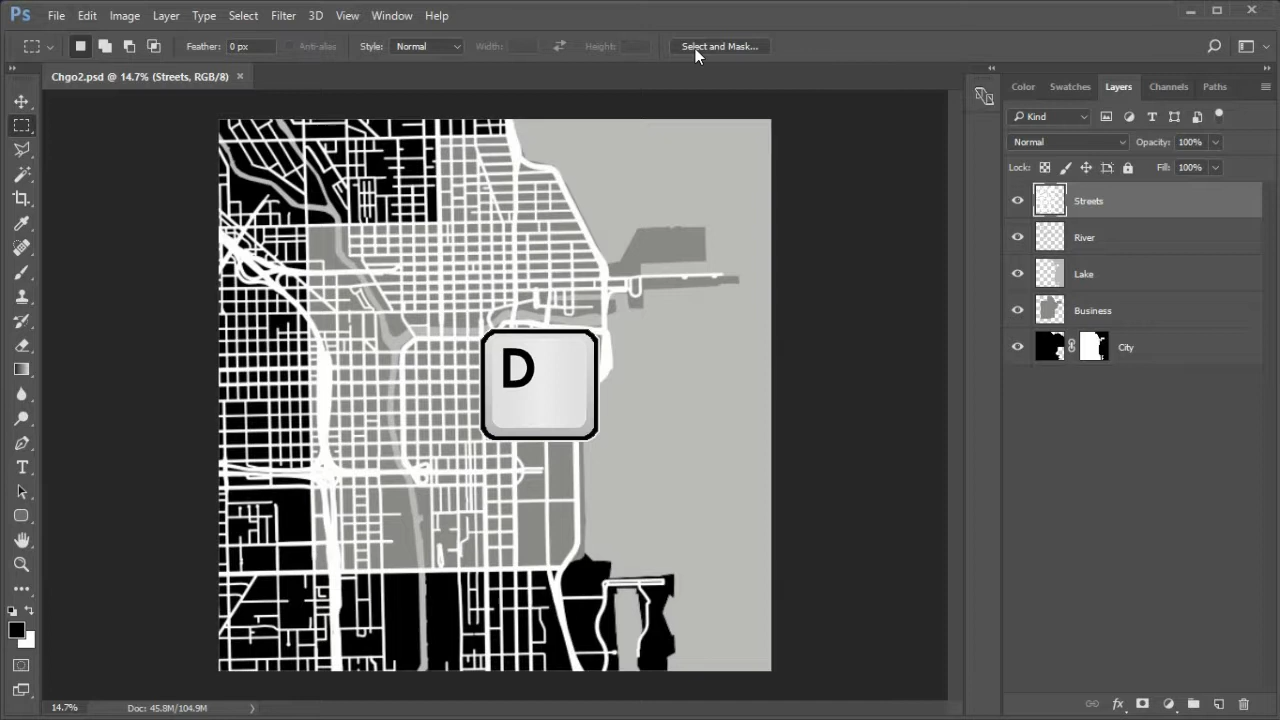 Ps File Edit Image Layer Type Select Filter 3D View Window Help
Feather: 0 px Anti-alias Style: Normal Width: Height: Select and Mask...
Chgo2.psd @ 14.7% (Streets, RGB/8) ×
Color Swatches Layers Channels Paths
Kind
Normal Opacity: 100%
Lock: Fill: 100%
Streets
River
Lake
Business
City
D
14.7% Doc: 45.8M/104.9M